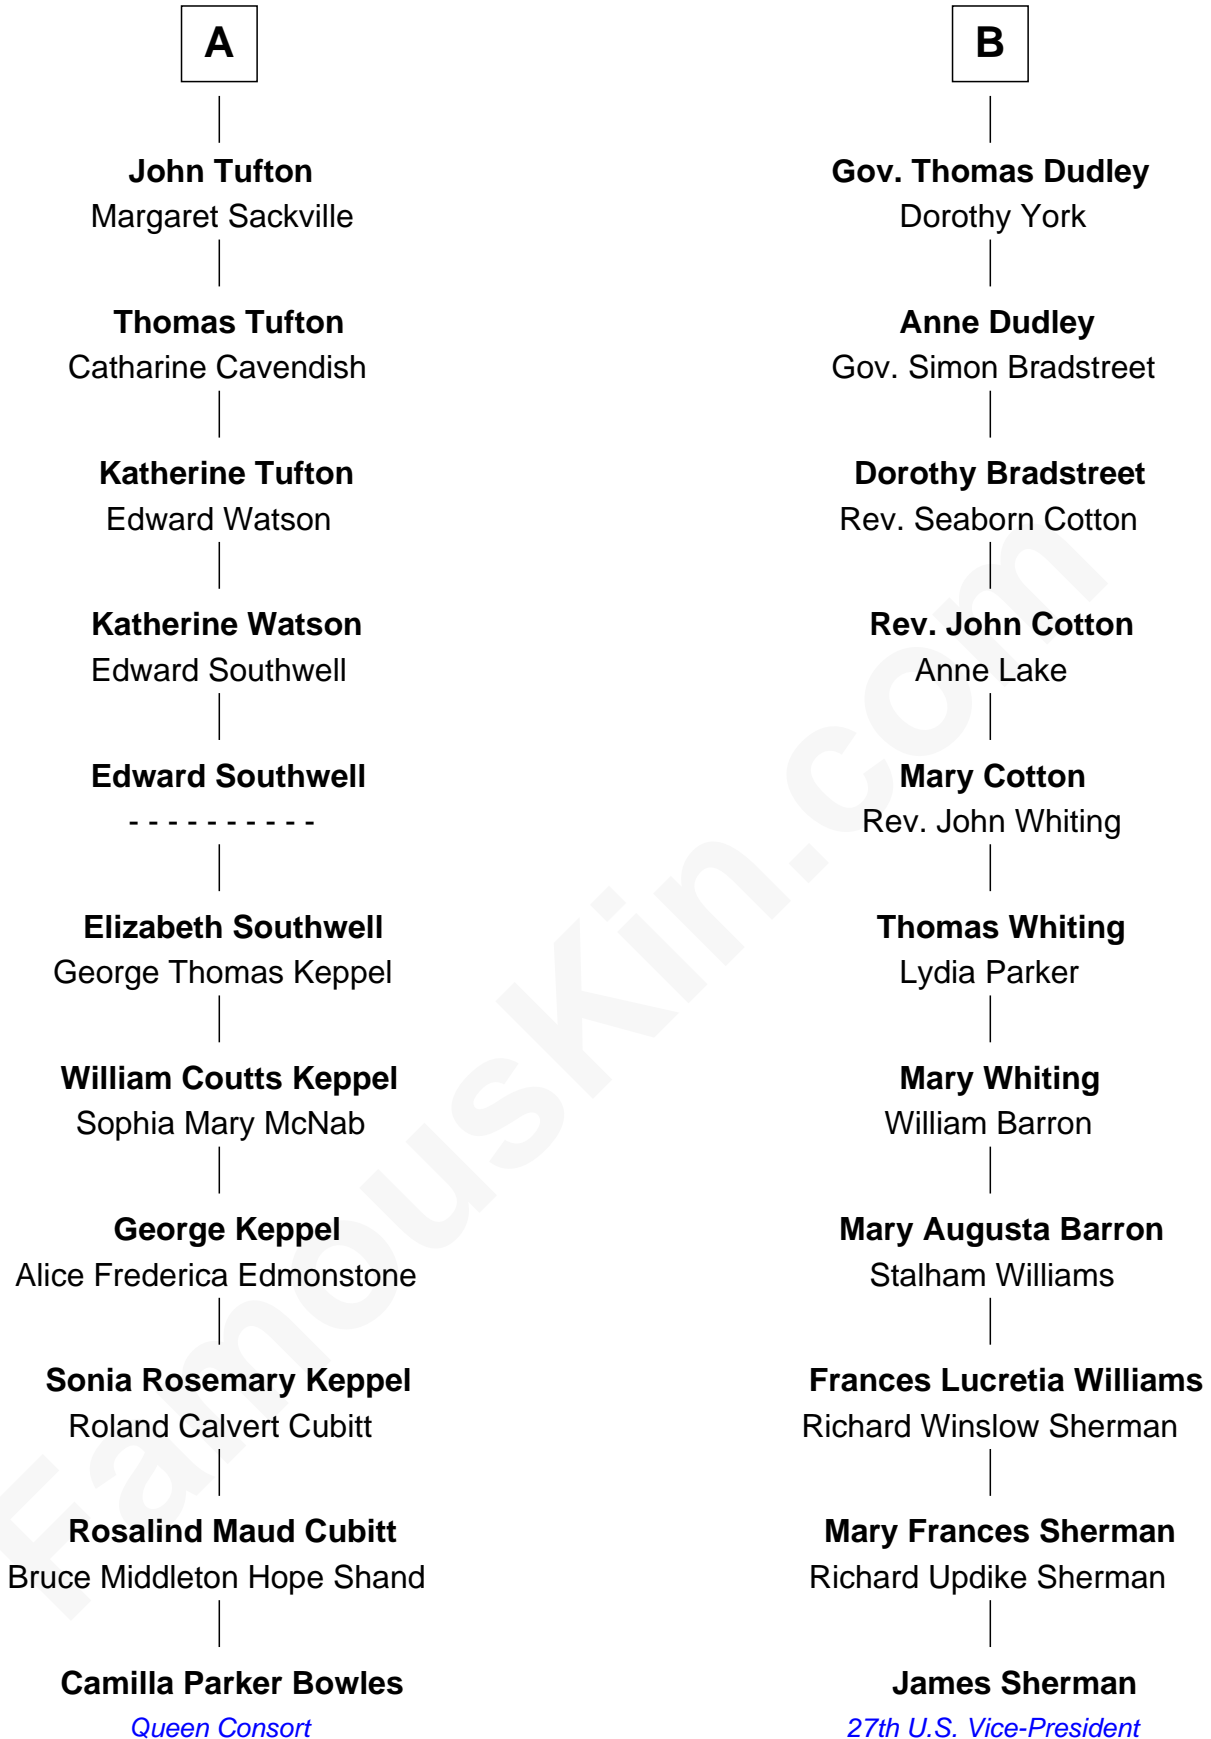 A
John Tufton
Margaret Sackville
Thomas Tufton
Catharine Cavendish
Katherine Tufton
Edward Watson
Katherine Watson
Edward Southwell
Edward Southwell
- - - - - - - - - -
Elizabeth Southwell
George Thomas Keppel
William Coutts Keppel
Sophia Mary McNab
George Keppel
Alice Frederica Edmonstone
Sonia Rosemary Keppel
Roland Calvert Cubitt
Rosalind Maud Cubitt
Bruce Middleton Hope Shand
Camilla Parker Bowles
Queen Consort
B
Gov. Thomas Dudley
Dorothy York
Anne Dudley
Gov. Simon Bradstreet
Dorothy Bradstreet
Rev. Seaborn Cotton
Rev. John Cotton
Anne Lake
Mary Cotton
Rev. John Whiting
Thomas Whiting
Lydia Parker
Mary Whiting
William Barron
Mary Augusta Barron
Stalham Williams
Frances Lucretia Williams
Richard Winslow Sherman
Mary Frances Sherman
Richard Updike Sherman
James Sherman
27th U.S. Vice-President
FamousKin.com